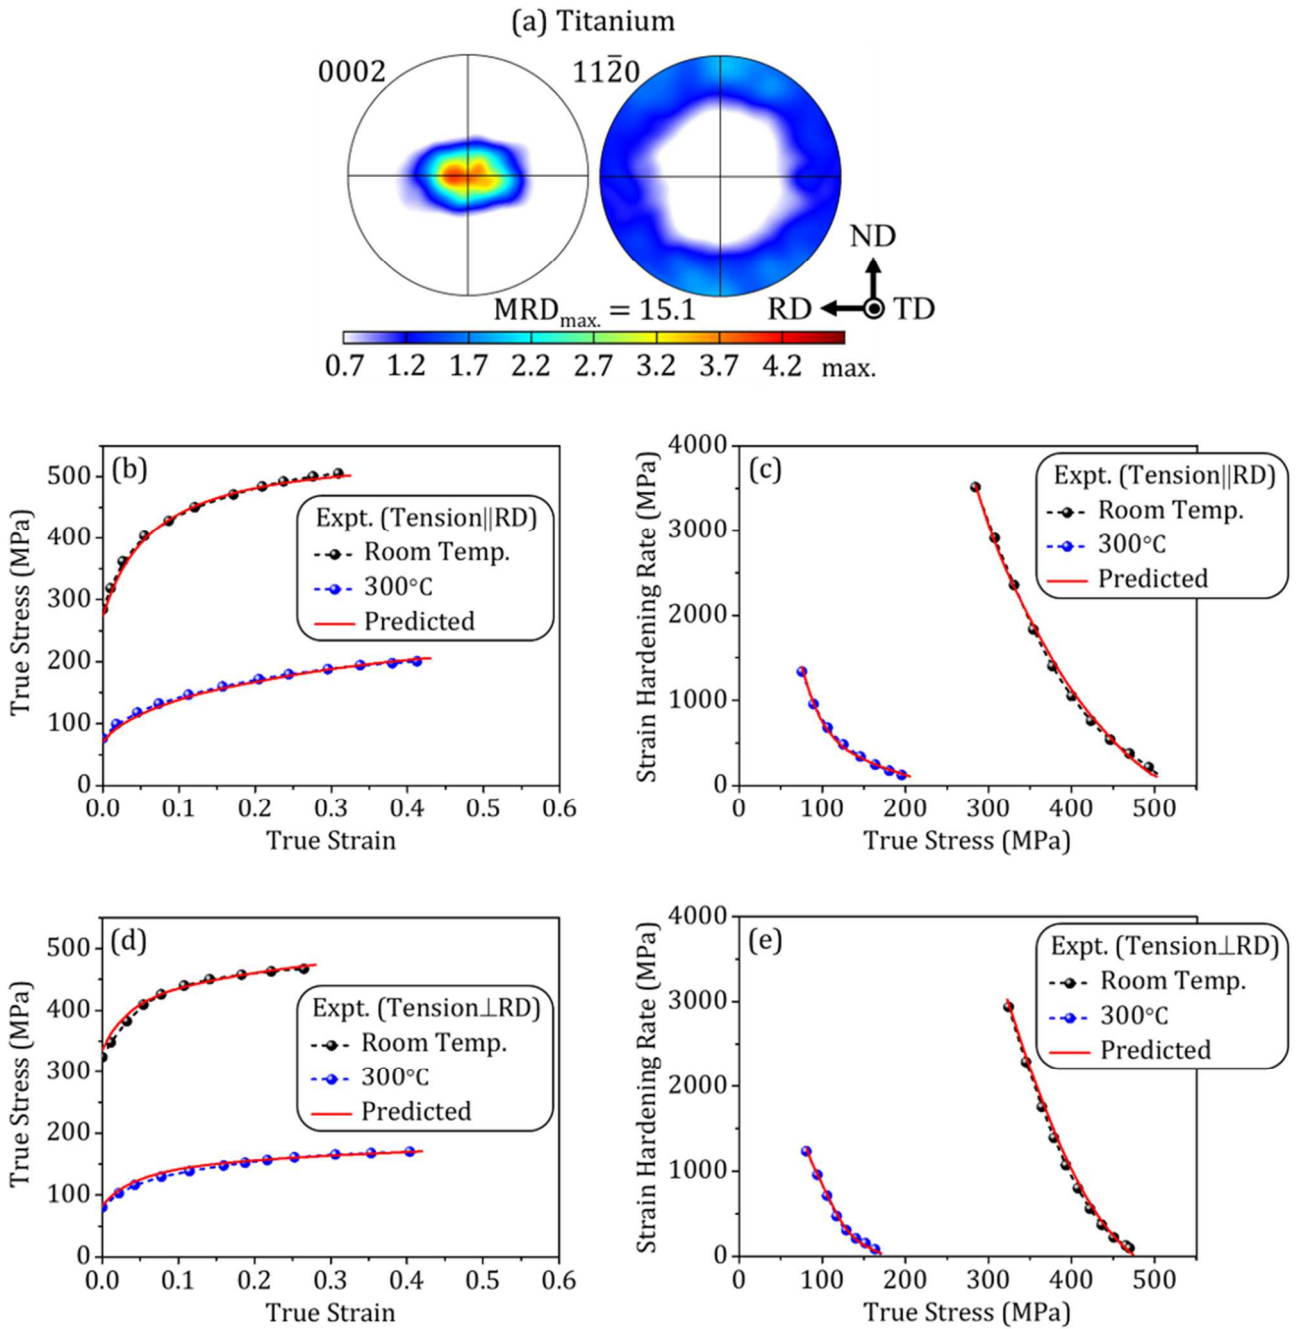 (a) Titanium
0002
112̅0
ND
MRDmax. = 15.1
RD
TD
0.7 1.2 1.7 2.2 2.7 3.2 3.7 4.2 max.
(b)
True Stress (MPa)
500
400
300
200
100
0
0.0 0.1 0.2 0.3 0.4 0.5 0.6
True Strain
Expt. (Tension||RD)
Room Temp.
300°C
Predicted
(c)
Strain Hardening Rate (MPa)
4000
3000
2000
1000
0
0 100 200 300 400 500
True Stress (MPa)
Expt. (Tension||RD)
Room Temp.
300°C
Predicted
(d)
True Stress (MPa)
500
400
300
200
100
0
0.0 0.1 0.2 0.3 0.4 0.5 0.6
True Strain
Expt. (Tension⊥RD)
Room Temp.
300°C
Predicted
(e)
Strain Hardening Rate (MPa)
4000
3000
2000
1000
0
0 100 200 300 400 500
True Stress (MPa)
Expt. (Tension⊥RD)
Room Temp.
300°C
Predicted